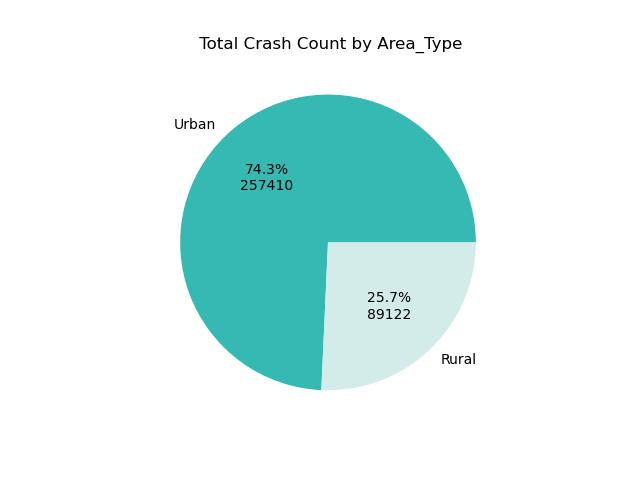 Total Crash Count by Area_Type
Urban
74.3%
257410
25.7%
89122
Rural